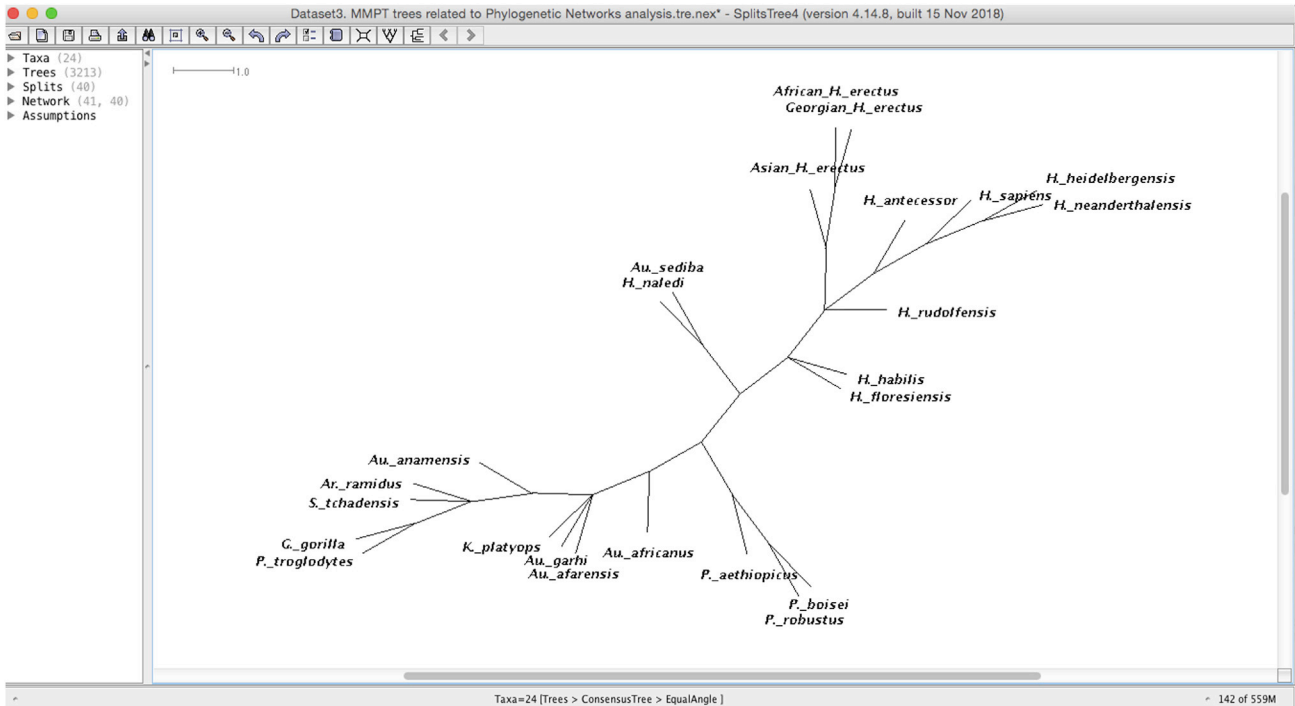 Dataset3. MMPT trees related to Phylogenetic Networks analysis.tre.nex* - SplitsTree4 (version 4.14.8, built 15 Nov 2018)
Taxa (24)
Trees (3213)
Splits (40)
Network (41, 40)
Assumptions
1.0
African_H._erectus
Georgian_H._erectus
Asian_H._erectus
H._heidelbergensis
H._sapiens
H._antecessor
H._neanderthalensis
Au._sediba
H._naledi
H._rudolfensis
H._habilis
H._floresiensis
Au._anamensis
Ar._ramidus
S._tchadensis
G._gorilla
P._troglodytes
K._platyops
Au._garhi
Au._afarensis
Au._africanus
P._aethiopicus
P._boisei
P._robustus
Taxa=24 [Trees > ConsensusTree > EqualAngle ]
142 of 559M